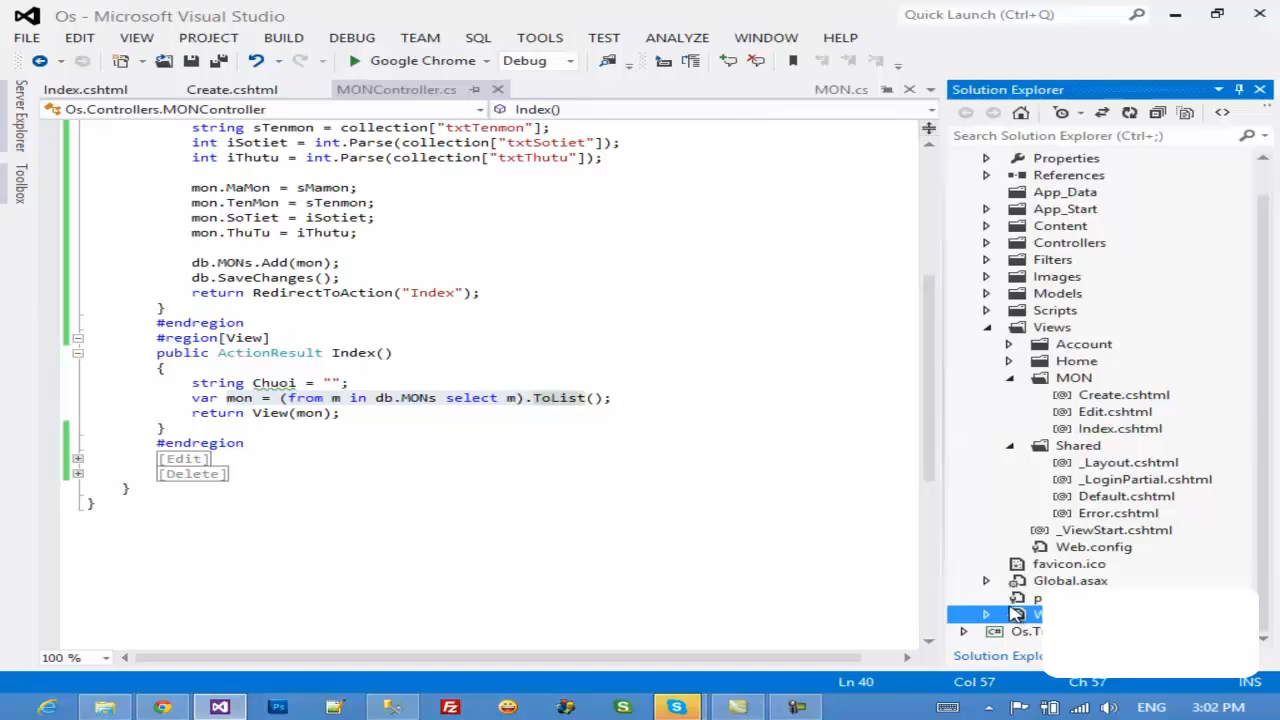 Os - Microsoft Visual Studio
Quick Launch (Ctrl+Q)
FILE EDIT VIEW PROJECT BUILD DEBUG TEAM SQL TOOLS TEST ANALYZE WINDOW HELP
Google Chrome Debug
Server Explorer
Toolbox
Index.cshtml Create.cshtml MONController.cs MON.cs
Os.Controllers.MONController Index()
string sTenmon = collection["txtTenmon"];
int iSotiet = int.Parse(collection["txtSotiet"]);
int iThutu = int.Parse(collection["txtThutu"]);
mon.MaMon = sMamon;
mon.TenMon = sTenmon;
mon.SoTiet = iSotiet;
mon.ThuTu = iThutu;
db.MONs.Add(mon);
db.SaveChanges();
return RedirectToAction("Index");
}
#endregion
#region[View]
public ActionResult Index()
{
string Chuoi = "";
var mon = (from m in db.MONs select m).ToList();
return View(mon);
}
#endregion
[Edit]
[Delete]
}
}
100 %
Solution Explorer
Search Solution Explorer (Ctrl+;)
Properties
References
App_Data
App_Start
Content
Controllers
Filters
Images
Models
Scripts
Views
Account
Home
MON
Create.cshtml
Edit.cshtml
Index.cshtml
Shared
_Layout.cshtml
_LoginPartial.cshtml
Default.cshtml
Error.cshtml
_ViewStart.cshtml
Web.config
favicon.ico
Global.asax
Ln 40 Col 57 Ch 57 INS
ENG 3:02 PM